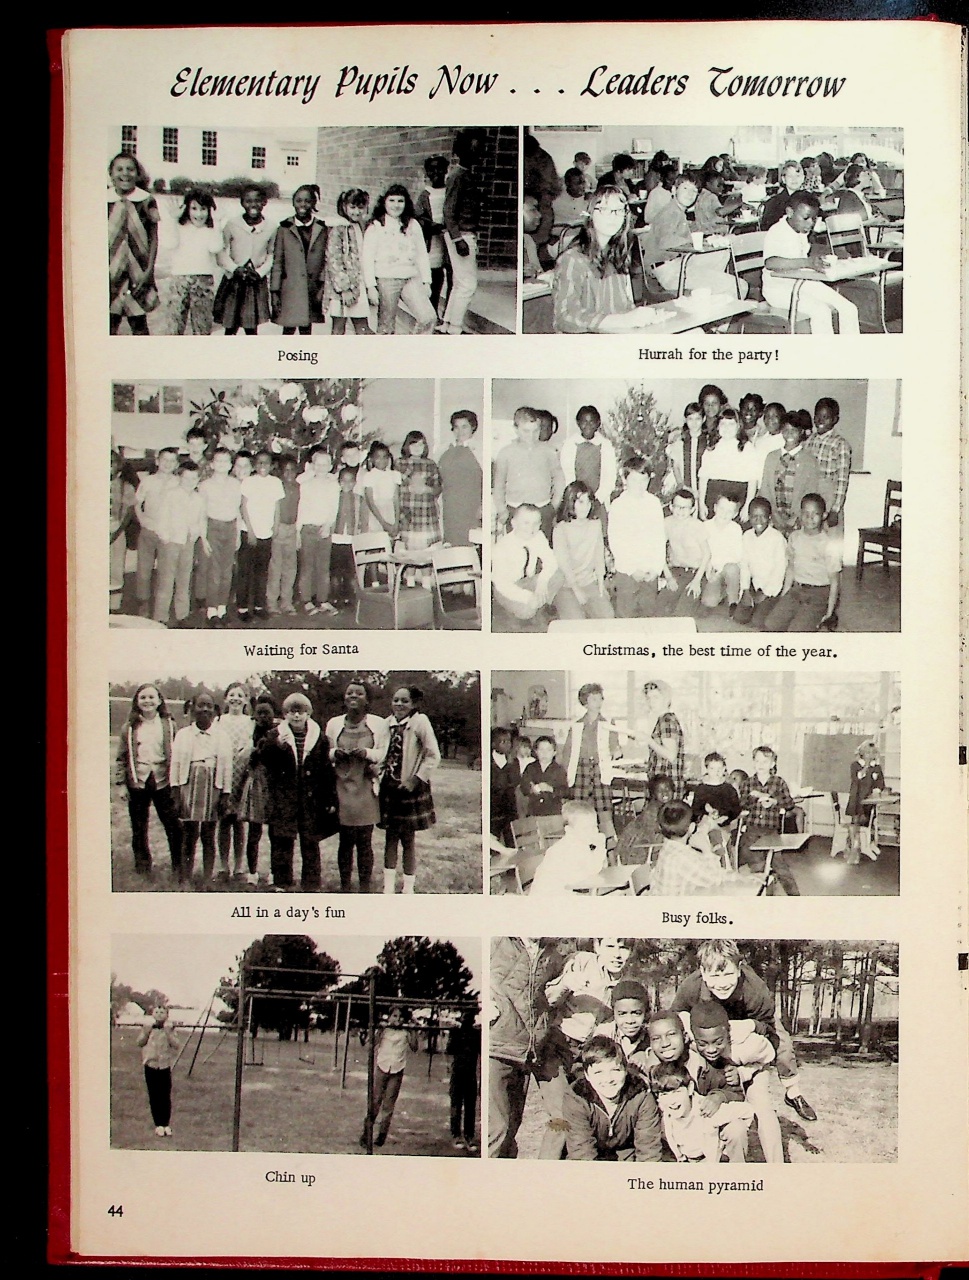 Elementary Pupils Now . . . Leaders Tomorrow
Posing
Hurrah for the party!
Waiting for Santa
Christmas, the best time of the year.
All in a day's fun
Busy folks.
Chin up
The human pyramid
44